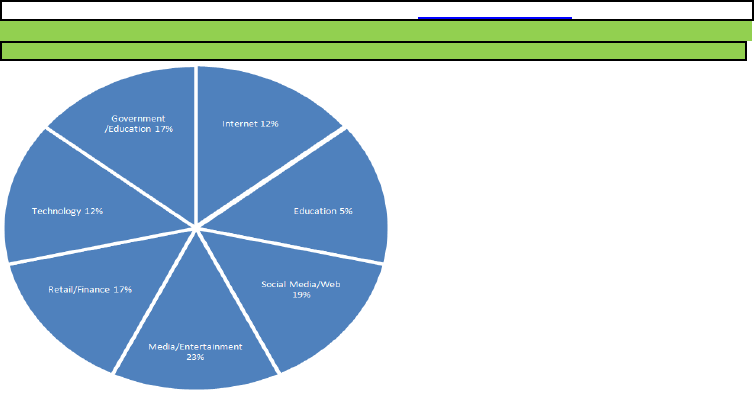 Government
/Education 17%
Internet 12%
Technology 12%
Education 5%
Retail/Finance 17%
Social Media/Web
19%
Media/Entertainment
23%